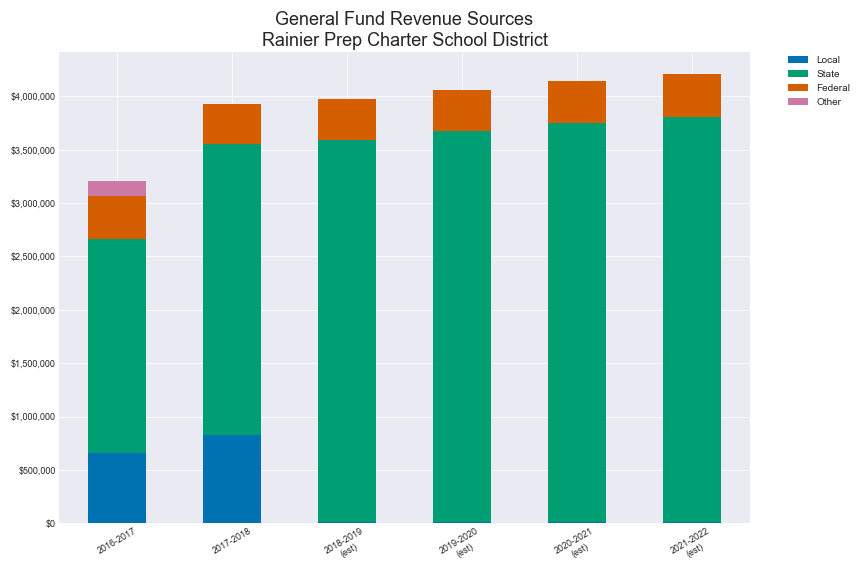 General Fund Revenue Sources
Rainier Prep Charter School District
Local
State
Federal
Other
$4,000,000
$3,500,000
$3,000,000
$2,500,000
$2,000,000
$1,500,000
$1,000,000
$500,000
$0
2016-2017
2017-2018
2018-2019
(est)
2019-2020
(est)
2020-2021
(est)
2021-2022
(est)